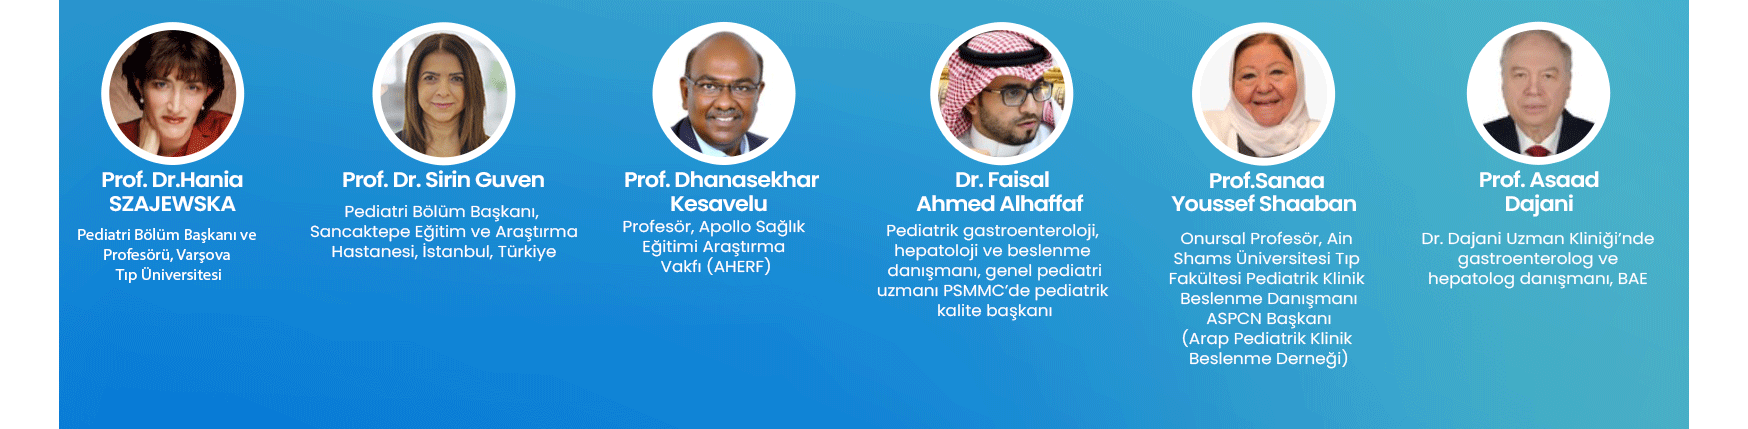 Prof. Dr.Hania
SZAJEWSKA
Pediatri Bölüm Başkanı ve
Profesörü, Varşova
Tıp Üniversitesi
Prof. Dr. Sirin Guven
Pediatri Bölüm Başkanı,
Sancaktepe Eğitim ve Araştırma
Hastanesi, İstanbul, Türkiye
Prof. Dhanasekhar
Kesavelu
Profesör, Apollo Sağlık
Eğitimi Araştırma
Vakfı (AHERF)
Dr. Faisal
Ahmed Alhaffaf
Pediatrik gastroenteroloji,
hepatoloji ve beslenme
danışmanı, genel pediatri
uzmanı PSMMC’de pediatrik
kalite başkanı
Prof.Sanaa
Youssef Shaaban
Onursal Profesör, Ain
Shams Üniversitesi Tıp
Fakültesi Pediatrik Klinik
Beslenme Danışmanı
ASPCN Başkanı
(Arap Pediatrik Klinik
Beslenme Derneği)
Prof. Asaad
Dajani
Dr. Dajani Uzman Kliniği’nde
gastroenterolog ve
hepatolog danışmanı, BAE